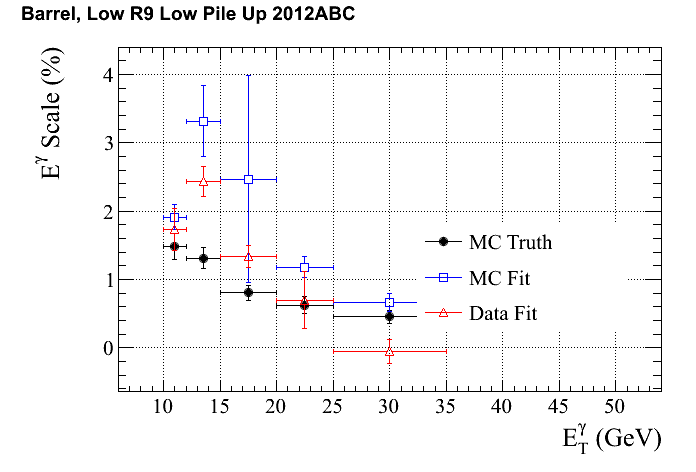 Barrel, Low R9 Low Pile Up 2012ABC
E^γ Scale (%)
4
3
2
1
0
MC Truth
MC Fit
Data Fit
10 15 20 25 30 35 40 45 50
E_T^γ (GeV)